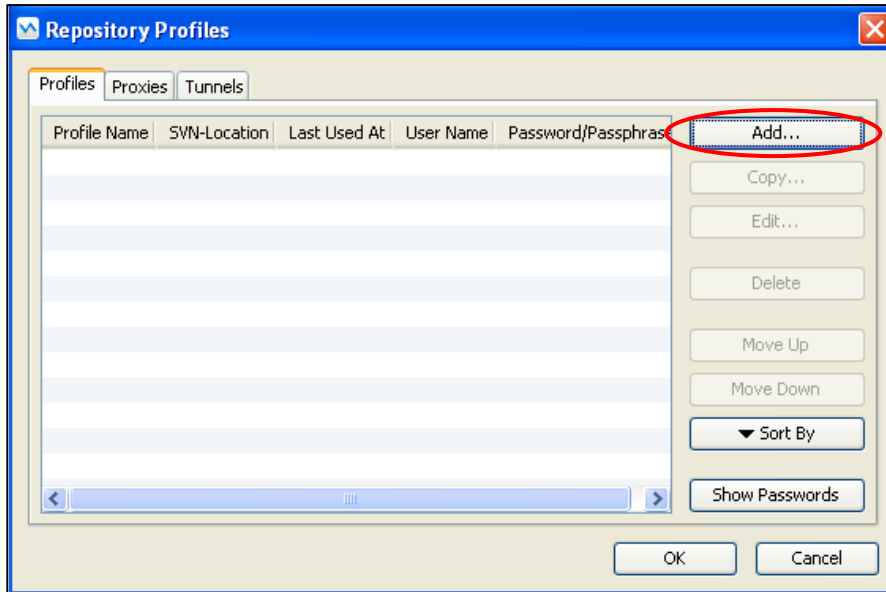 Repository Profiles
Profiles Proxies Tunnels
Profile Name SVN-Location Last Used At User Name Password/Passphras
Add...
Copy...
Edit...
Delete
Move Up
Move Down
Sort By
Show Passwords
OK Cancel